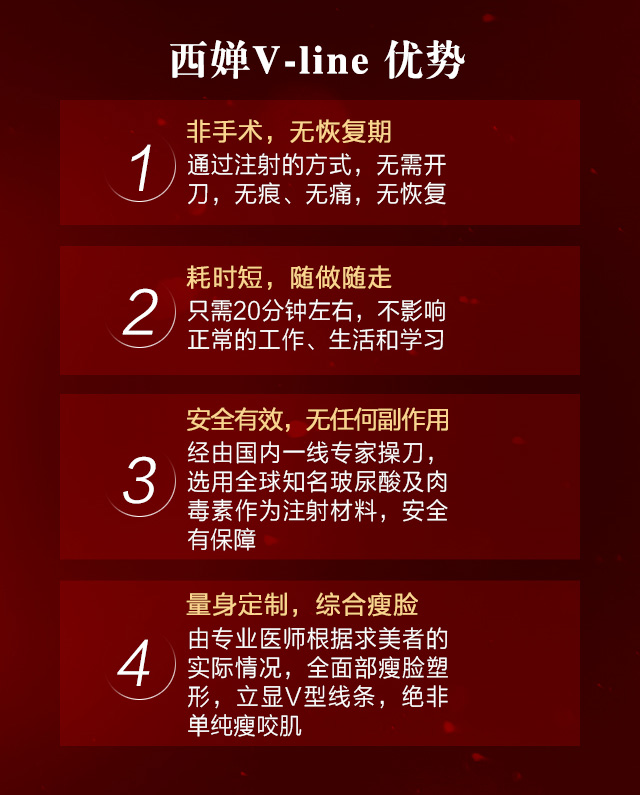 西婵V-line 优势
1
非手术，无恢复期
通过注射的方式，无需开
刀，无痕、无痛，无恢复
2
耗时短，随做随走
只需20分钟左右，不影响
正常的工作、生活和学习
3
安全有效，无任何副作用
经由国内一线专家操刀，
选用全球知名玻尿酸及肉
毒素作为注射材料，安全
有保障
4
量身定制，综合瘦脸
由专业医师根据求美者的
实际情况，全面部瘦脸塑
形，立显V型线条，绝非
单纯瘦咬肌